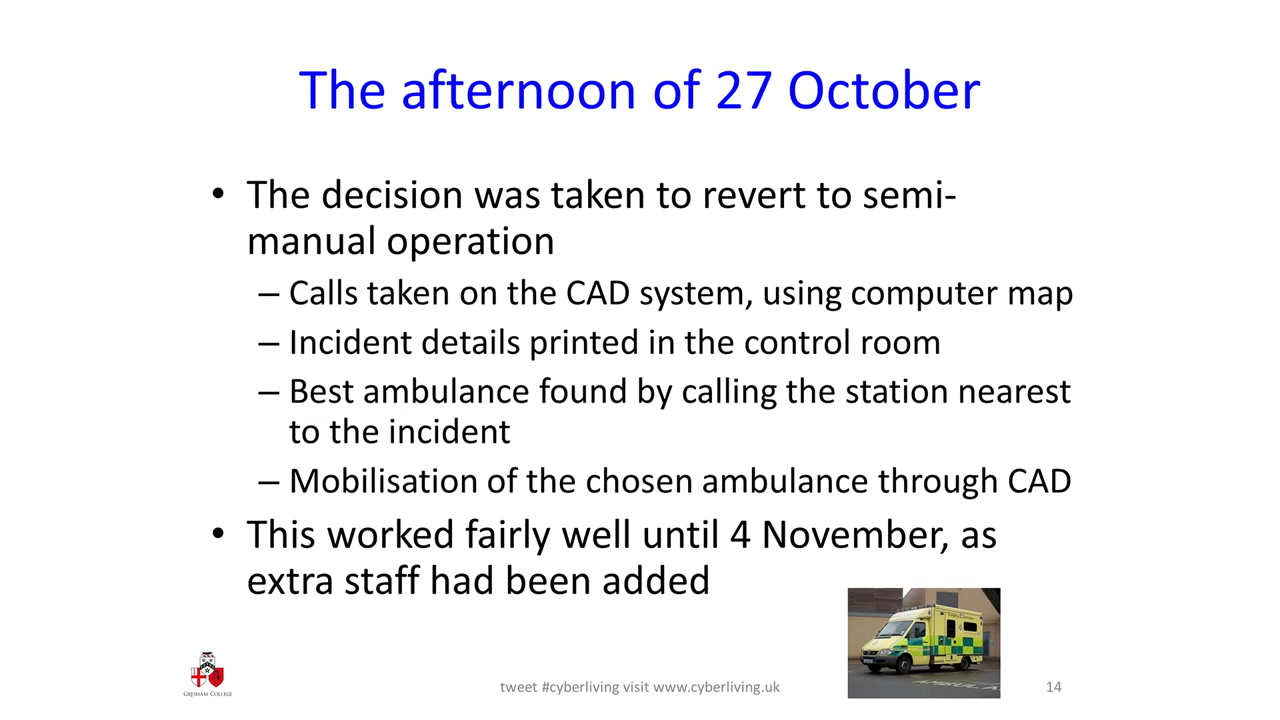 The afternoon of 27 October
• The decision was taken to revert to semi-
manual operation
– Calls taken on the CAD system, using computer map
– Incident details printed in the control room
– Best ambulance found by calling the station nearest
to the incident
– Mobilisation of the chosen ambulance through CAD
• This worked fairly well until 4 November, as
extra staff had been added
GRESHAM COLLEGE
tweet #cyberliving visit www.cyberliving.uk
14